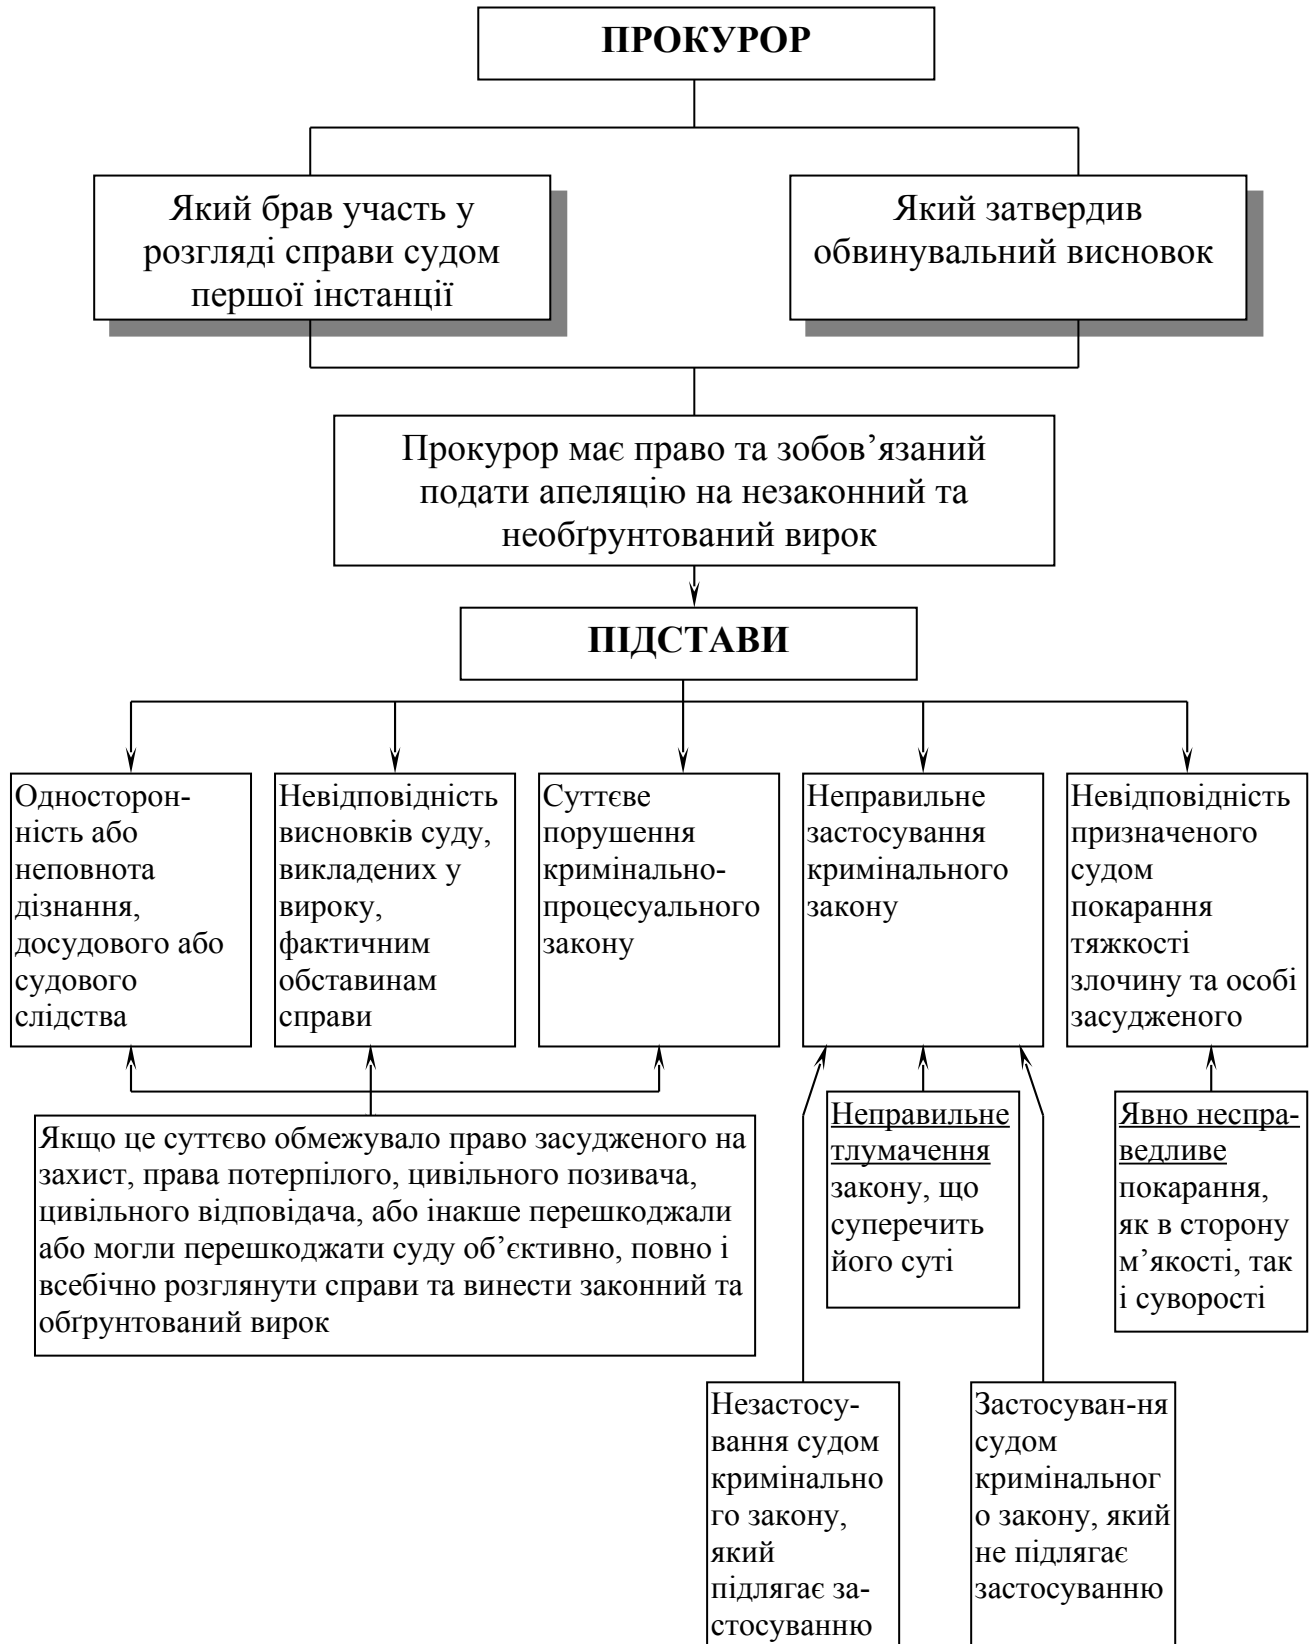 ПРОКУРОР
Який брав участь у
розгляді справи судом
першої інстанції
Який затвердив
обвинувальний висновок
Прокурор має право та зобов’язаний
подати апеляцію на незаконний та
необґрунтований вирок
ПІДСТАВИ
Односторон-
ність або
неповнота
дізнання,
досудового або
судового
слідства
Невідповідність
висновків суду,
викладених у
вироку,
фактичним
обставинам
справи
Суттєве
порушення
кримінально-
процесуального
закону
Неправильне
застосування
кримінального
закону
Невідповідність
призначеного
судом
покарання
тяжкості
злочину та особі
засудженого
Якщо це суттєво обмежувало право засудженого на
захист, права потерпілого, цивільного позивача,
цивільного відповідача, або інакше перешкоджали
або могли перешкоджати суду об’єктивно, повно і
всебічно розглянути справи та винести законний та
обґрунтований вирок
Неправильне
тлумачення
закону, що
суперечить
його суті
Явно неспра-
ведливе
покарання,
як в сторону
м’якості, так
і суворості
Незастосу-
вання судом
кримінально
го закону,
який
підлягає за-
стосуванню
Застосуван-ня
судом
кримінальног
о закону, який
не підлягає
застосуванню